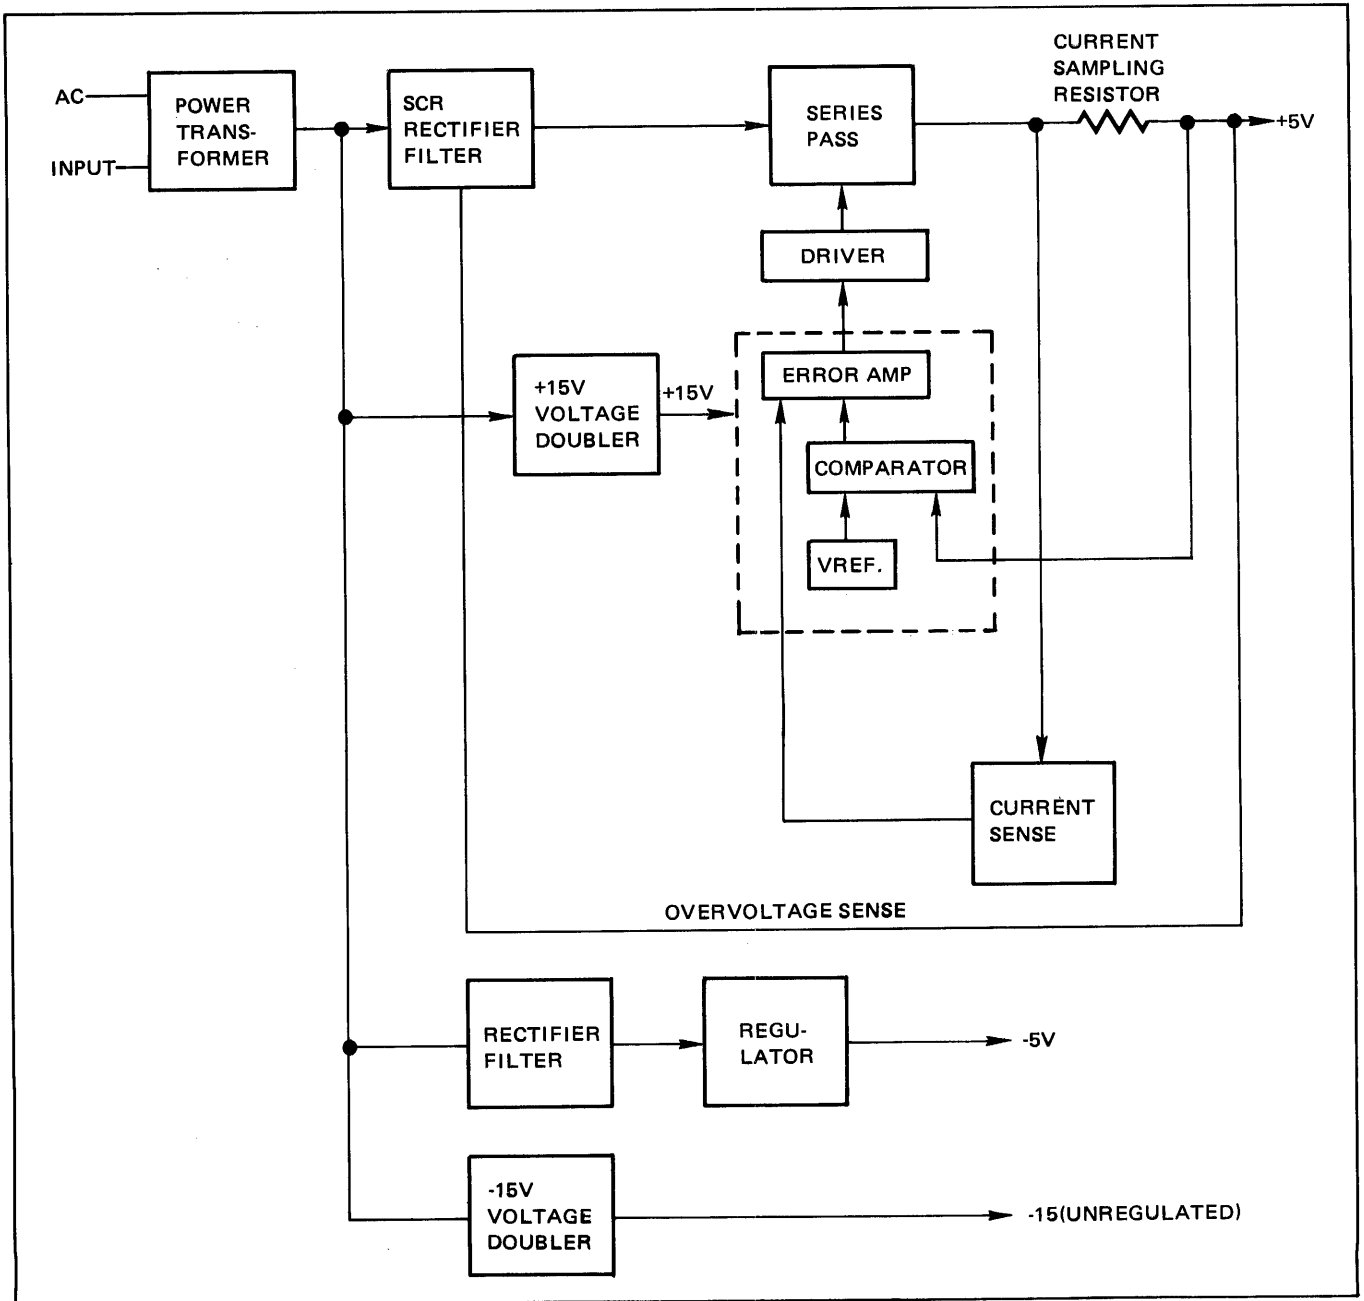 CURRENT
SAMPLING
RESISTOR
AC
INPUT
POWER
TRANS-
FORMER
SCR
RECTIFIER
FILTER
SERIES
PASS
+5V
DRIVER
ERROR AMP
+15V
VOLTAGE
DOUBLER
+15V
COMPARATOR
VREF.
CURRENT
SENSE
OVERVOLTAGE SENSE
RECTIFIER
FILTER
REGU-
LATOR
-5V
-15V
VOLTAGE
DOUBLER
-15(UNREGULATED)